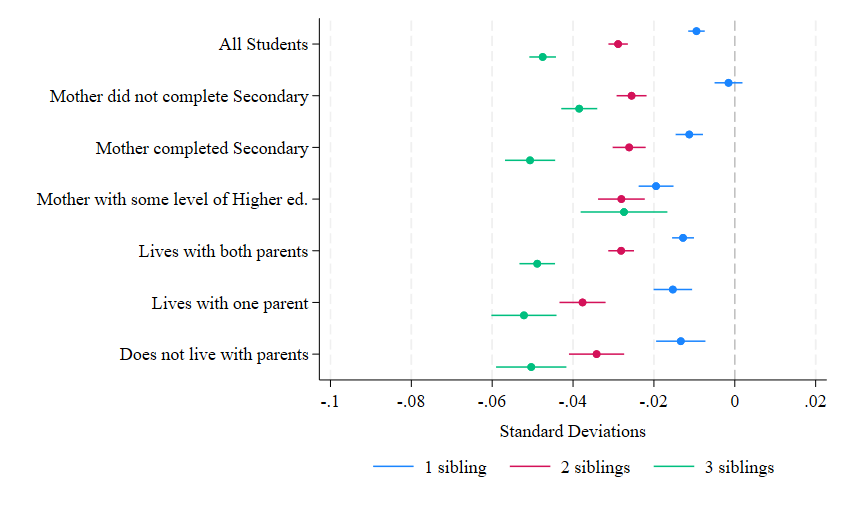 All Students
Mother did not complete Secondary
Mother completed Secondary
Mother with some level of Higher ed.
Lives with both parents
Lives with one parent
Does not live with parents
-.1 -.08 -.06 -.04 -.02 0 .02
Standard Deviations
1 sibling 2 siblings 3 siblings